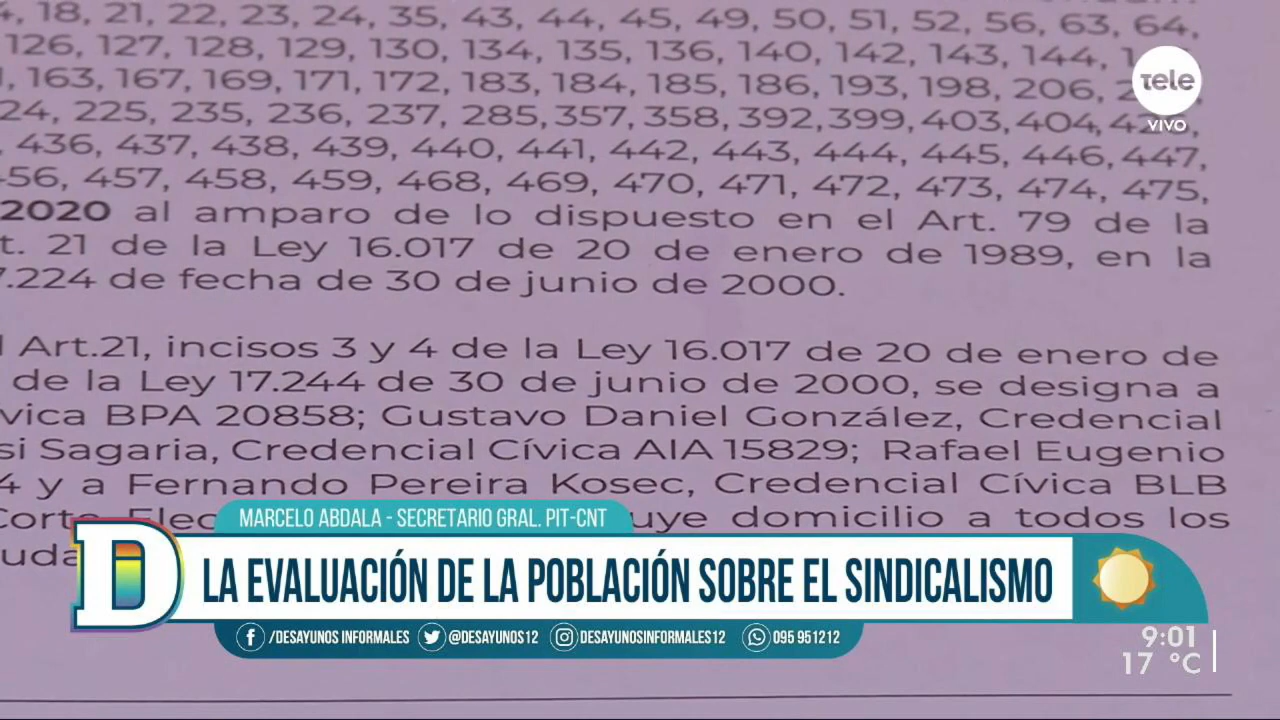 18, 21, 22, 23, 24, 35, 43, 44, 45, 49, 50, 51, 52, 56, 63, 64,
126, 127, 128, 129, 130, 134, 135, 136, 140, 142, 143, 144,
163, 167, 169, 171, 172, 183, 184, 185, 186, 193, 198, 206,
24, 225, 235, 236, 237, 285, 357, 358, 392, 399, 403, 404,
436, 437, 438, 439, 440, 441, 442, 443, 444, 445, 446, 447,
56, 457, 458, 459, 468, 469, 470, 471, 472, 473, 474, 475,
2020 al amparo de lo dispuesto en el Art. 79 de la
t. 21 de la Ley 16.017 de 20 de enero de 1989, en la
7.224 de fecha de 30 de junio de 2000.
Art.21, incisos 3 y 4 de la Ley 16.017 de 20 de enero de
de la Ley 17.244 de 30 de junio de 2000, se designa a
vica BPA 20858; Gustavo Daniel González, Credencial
si Sagaria, Credencial Cívica AIA 15829; Rafael Eugenio
4 y a Fernando Pereira Kosec, Credencial Cívica BLB
uye domicilio a todos los
uda
tele
VIVO
MARCELO ABDALA - SECRETARIO GRAL. PIT-CNT
D
LA EVALUACIÓN DE LA POBLACIÓN SOBRE EL SINDICALISMO
/DESAYUNOS INFORMALES @DESAYUNOS12 DESAYUNOSINFORMALES12 095 951212
9:01
17 °C